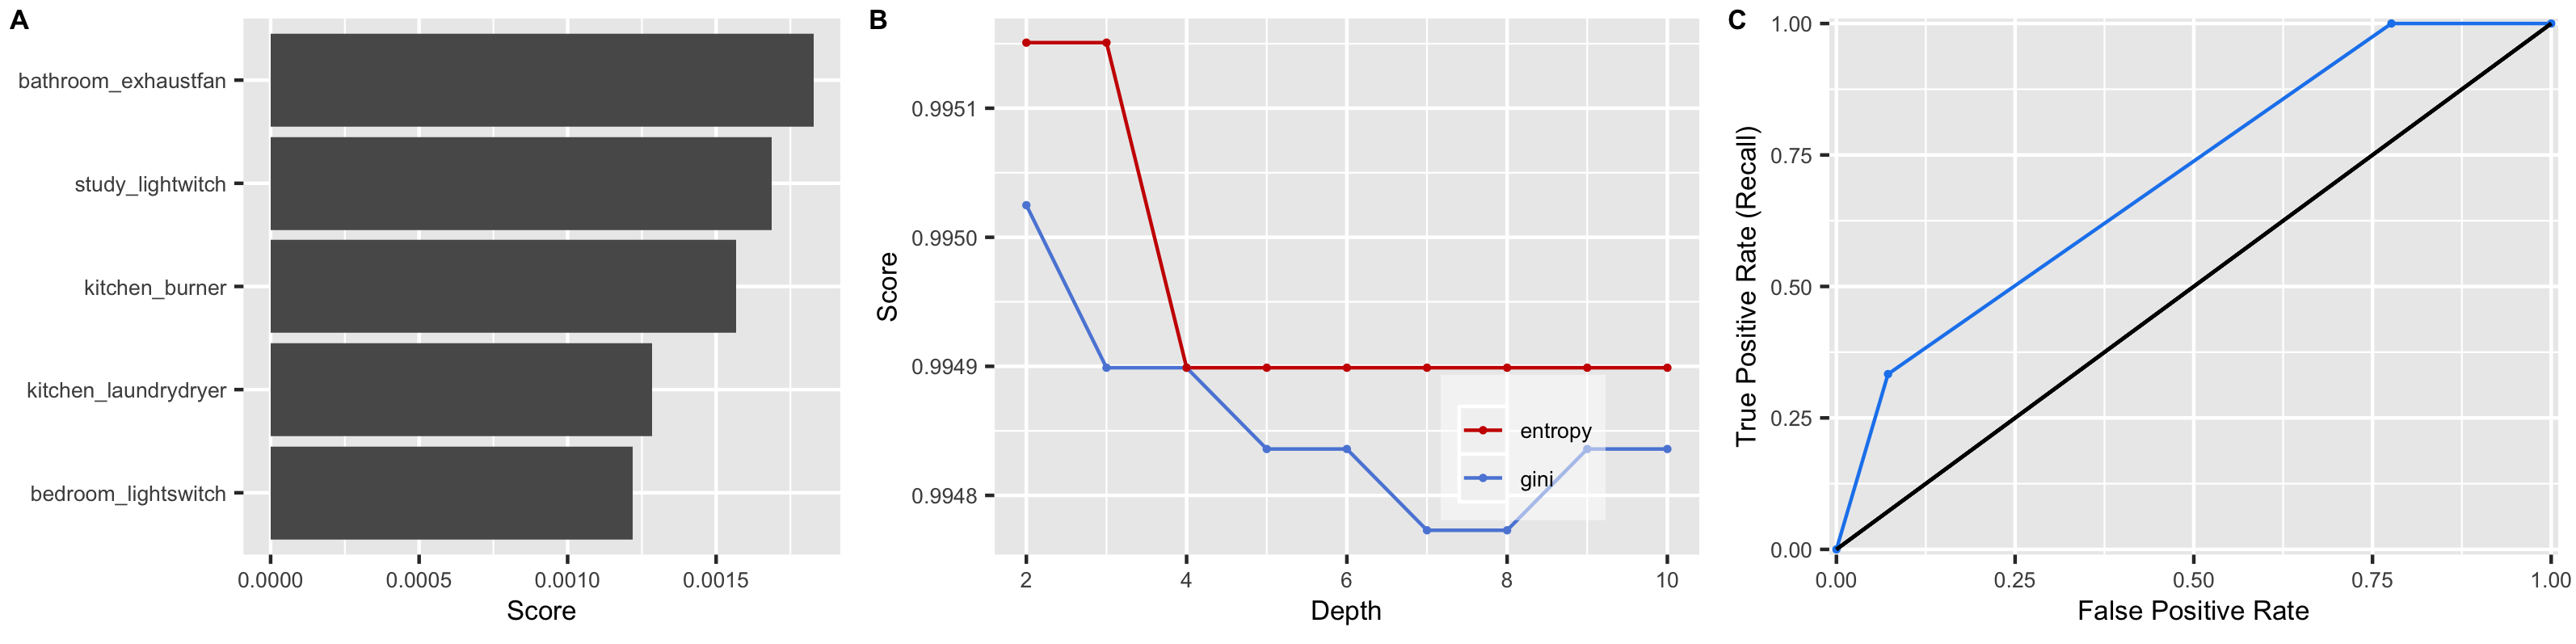 A
bathroom_exhaustfan
study_lightwitch
kitchen_burner
kitchen_laundrydryer
bedroom_lightswitch
0.0000 0.0005 0.0010 0.0015
Score
B
Score
0.9951
0.9950
0.9949
0.9948
entropy
gini
2 4 6 8 10
Depth
C
True Positive Rate (Recall)
1.00
0.75
0.50
0.25
0.00
0.00 0.25 0.50 0.75 1.00
False Positive Rate